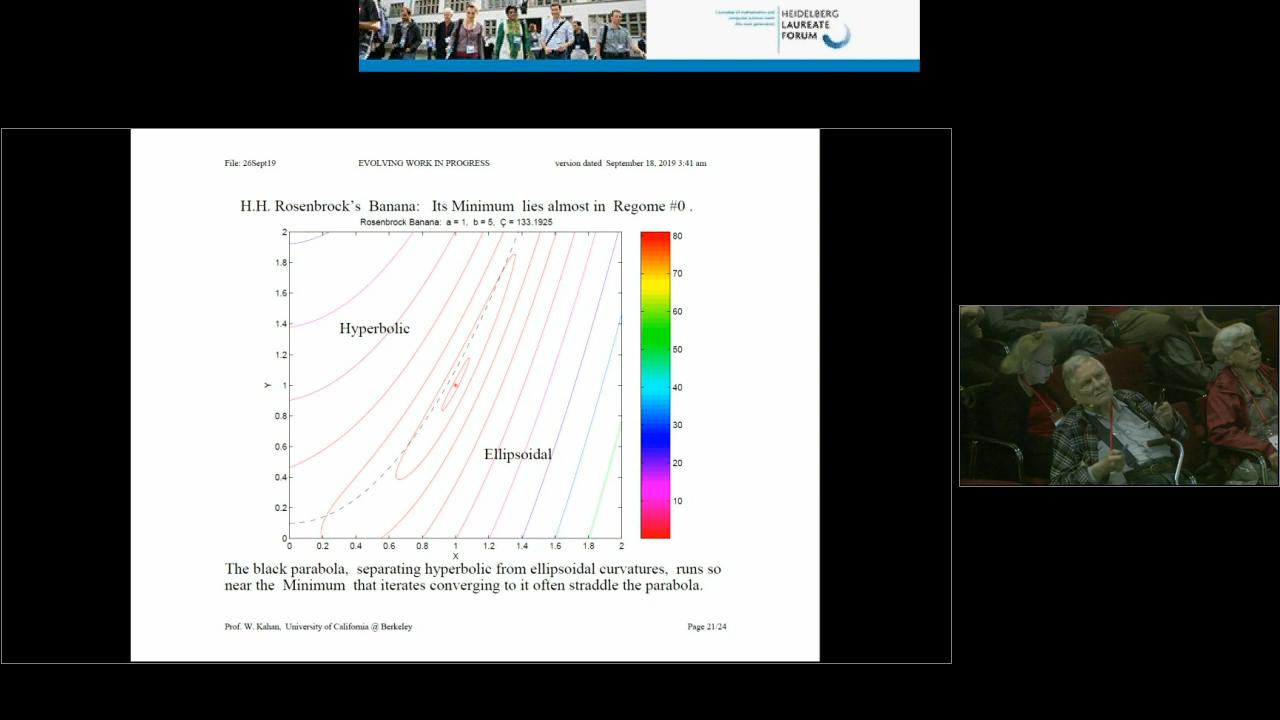 HEIDELBERG
LAUREATE
FORUM
File: 26Sept19 EVOLVING WORK IN PROGRESS version dated September 18, 2019 3:41 am
H.H. Rosenbrock’s Banana: Its Minimum lies almost in Regome #0 .
Rosenbrock Banana: a = 1, b = 5, Ç = 133.1925
2
1.8
1.6
1.4
1.2
1
0.8
0.6
0.4
0.2
0
Y
Hyperbolic
Ellipsoidal
0 0.2 0.4 0.6 0.8 1 1.2 1.4 1.6 1.8 2
X
80
70
60
50
40
30
20
10
The black parabola, separating hyperbolic from ellipsoidal curvatures, runs so
near the Minimum that iterates converging to it often straddle the parabola.
Prof. W. Kahan, University of California @ Berkeley Page 21/24